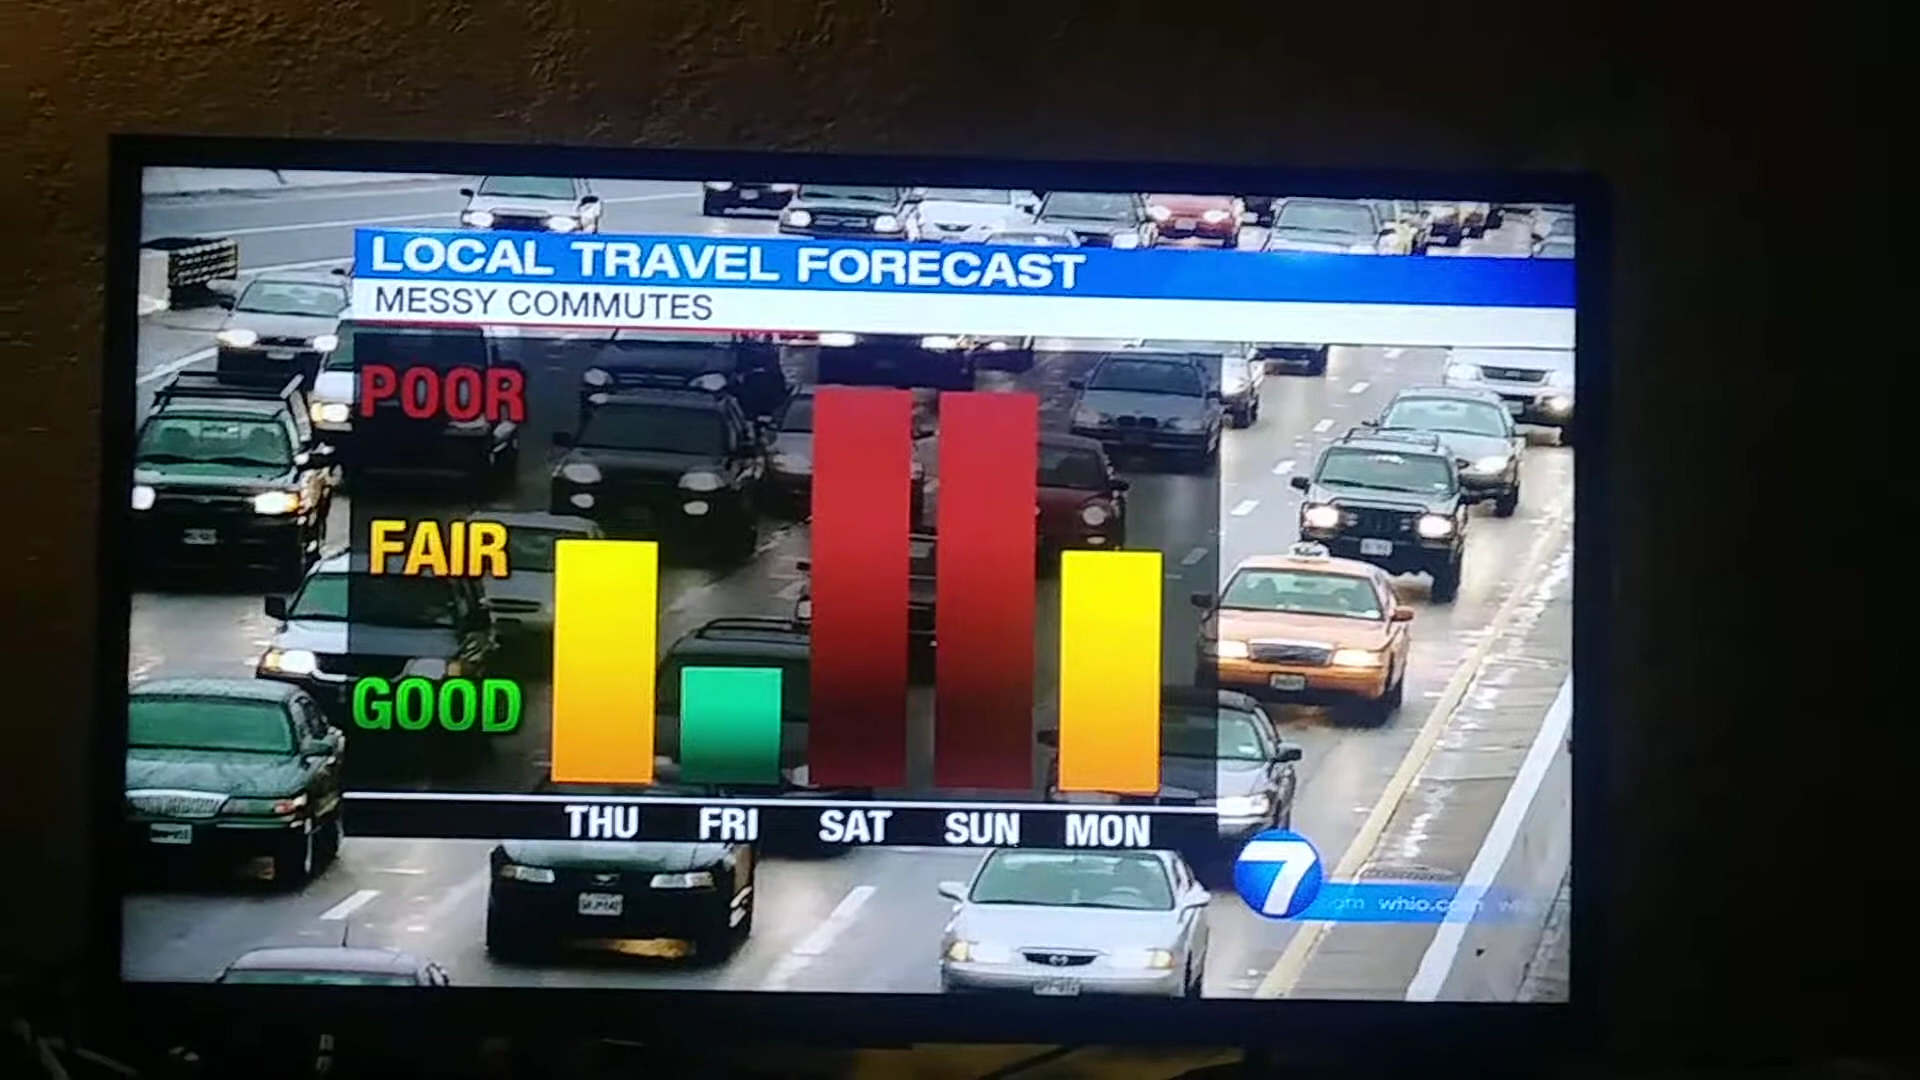 LOCAL TRAVEL FORECAST
MESSY COMMUTES
POOR
FAIR
GOOD
THU FRI SAT SUN MON
7
whio.com